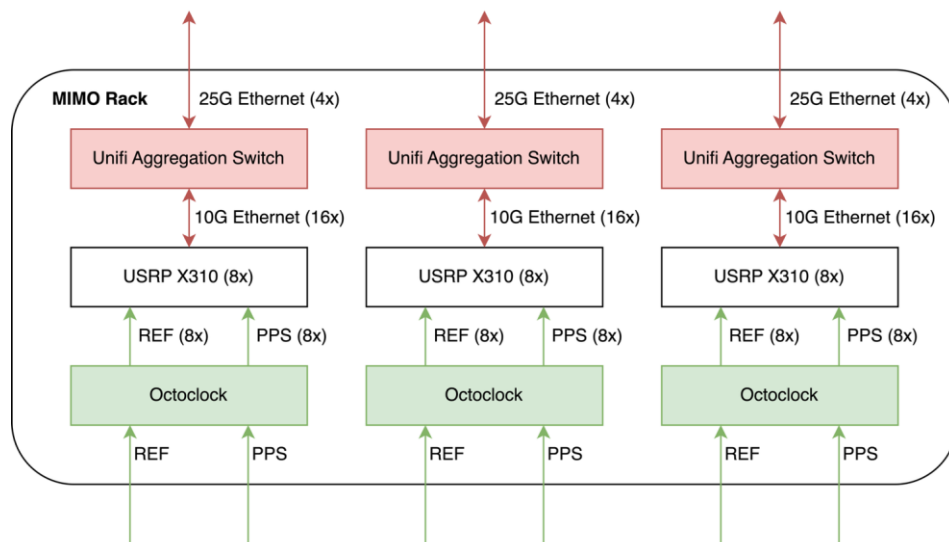 MIMO Rack
25G Ethernet (4x)
25G Ethernet (4x)
25G Ethernet (4x)
Unifi Aggregation Switch
Unifi Aggregation Switch
Unifi Aggregation Switch
10G Ethernet (16x)
10G Ethernet (16x)
10G Ethernet (16x)
USRP X310 (8x)
USRP X310 (8x)
USRP X310 (8x)
REF (8x)
PPS (8x)
REF (8x)
PPS (8x)
REF (8x)
PPS (8x)
Octoclock
Octoclock
Octoclock
REF
PPS
REF
PPS
REF
PPS